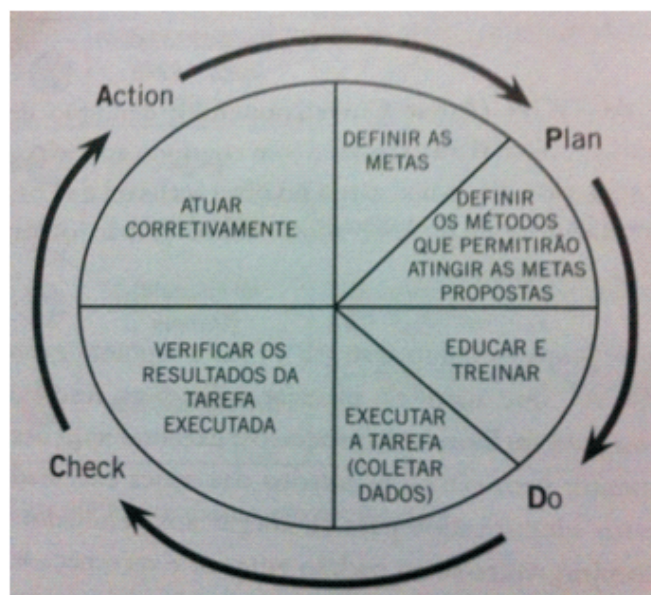 Action
Plan
DEFINIR AS
METAS
DEFINIR
OS MÉTODOS
QUE PERMITIRÃO
ATINGIR AS METAS
PROPOSTAS
ATUAR
CORRETIVAMENTE
VERIFICAR OS
RESULTADOS DA
TAREFA
EXECUTADA
EDUCAR E
TREINAR
EXECUTAR
A TAREFA
(COLETAR
DADOS)
Check
Do